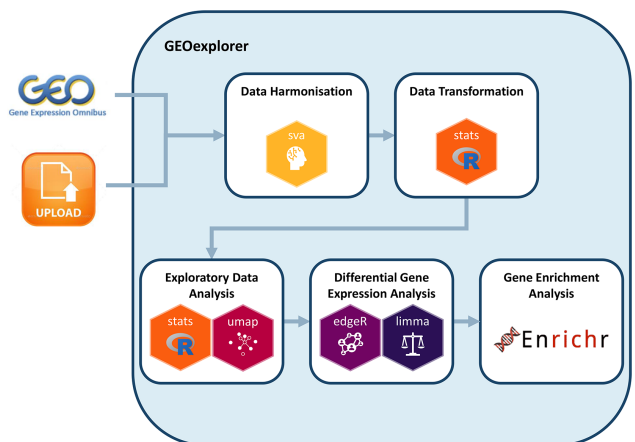 GEOexplorer
GEO
Gene Expression Omnibus
UPLOAD
Data Harmonisation
sva
Data Transformation
stats
R
Exploratory Data
Analysis
stats
R
umap
Differential Gene
Expression Analysis
edgeR
limma
Gene Enrichment
Analysis
Enrichr